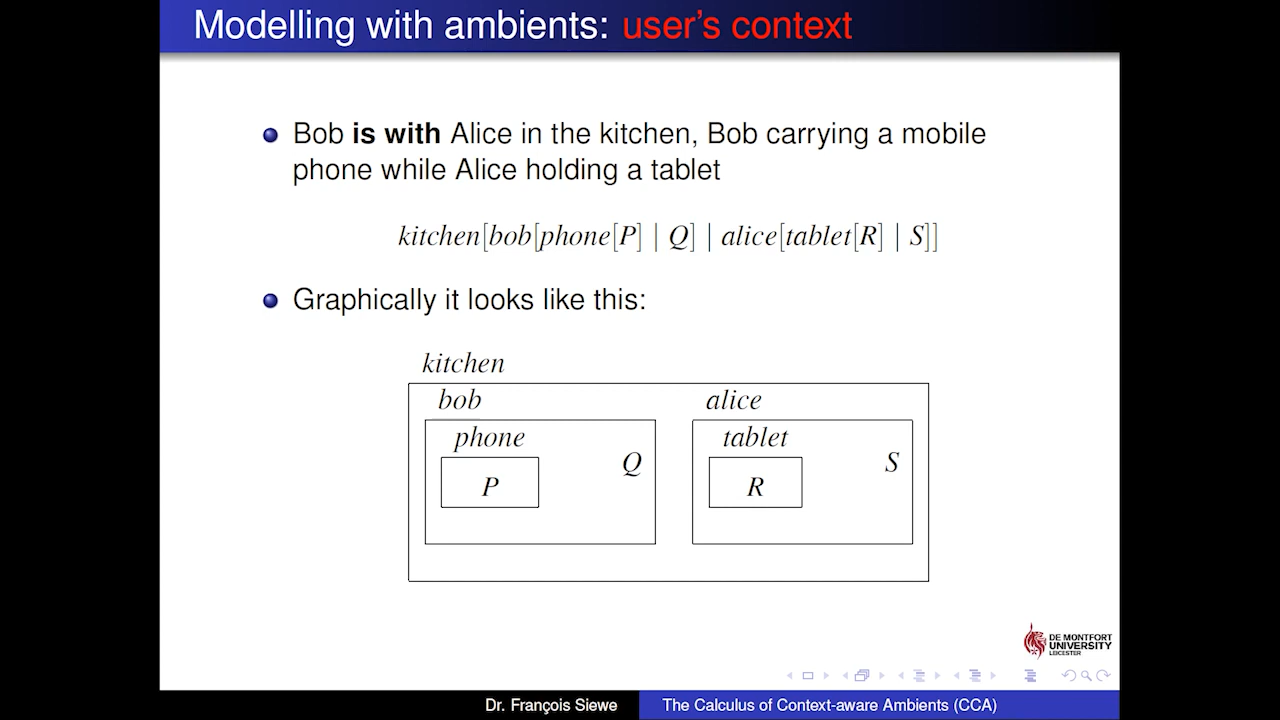 Modelling with ambients: user's context
Bob is with Alice in the kitchen, Bob carrying a mobile
phone while Alice holding a tablet
kitchen[bob[phone[P] | Q] | alice[tablet[R] | S]]
Graphically it looks like this:
kitchen
bob
alice
phone
tablet
Q
S
P
R
DE MONTFORT
UNIVERSITY
LEICESTER
Dr. François Siewe
The Calculus of Context-aware Ambients (CCA)